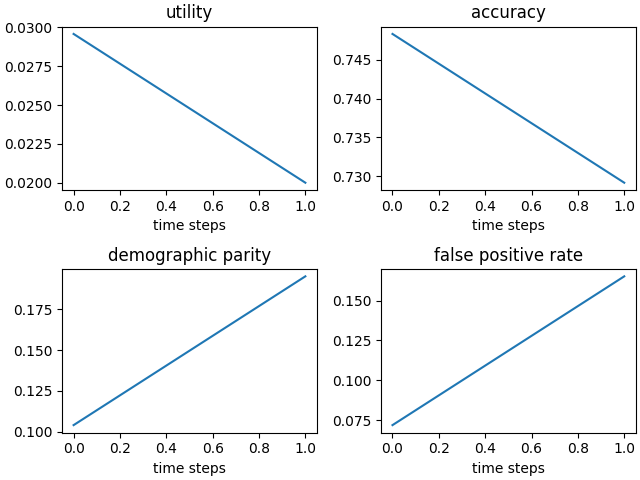 utility
accuracy
0.0300
0.0275
0.0250
0.0225
0.0200
0.745
0.740
0.735
0.730
0.0 0.2 0.4 0.6 0.8 1.0
0.0 0.2 0.4 0.6 0.8 1.0
time steps
time steps
demographic parity
false positive rate
0.175
0.150
0.125
0.100
0.150
0.125
0.100
0.075
0.0 0.2 0.4 0.6 0.8 1.0
0.0 0.2 0.4 0.6 0.8 1.0
time steps
time steps